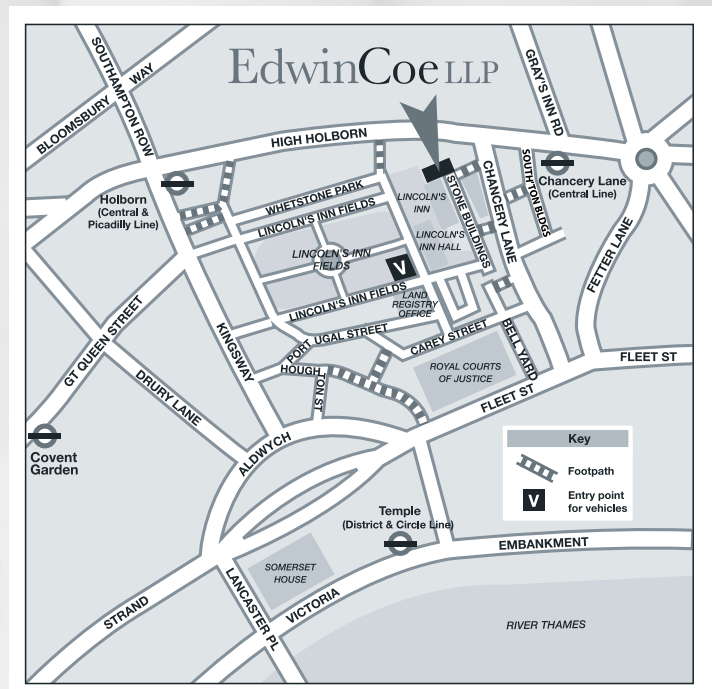 EdwinCoe LLP
SOUTHAMPTON ROW
BLOOMSBURY WAY
GRAY'S INN RD
HIGH HOLBORN
Holborn
(Central &
Picadilly Line)
WHETSTONE PARK
LINCOLN'S INN FIELDS
LINCOLN'S INN
FIELDS
LINCOLN'S INN FIELDS
LINCOLN'S
INN
LINCOLN'S
INN HALL
STONE BUILDINGS
CHANCERY LANE
SOUTH'TON BLDGS
Chancery Lane
(Central Line)
FETTER LANE
V
LAND
REGISTRY
OFFICE
PORT UGAL STREET
CAREY STREET
BELL YARD
HOUGH TON ST
ROYAL COURTS
OF JUSTICE
FLEET ST
FLEET ST
KINGSWAY
GT QUEEN STREET
DRURY LANE
Covent
Garden
ALDWYCH
Key
Footpath
V
Entry point
for vehicles
Temple
(District & Circle Line)
EMBANKMENT
VICTORIA
SOMERSET
HOUSE
LANCASTER PL
STRAND
RIVER THAMES